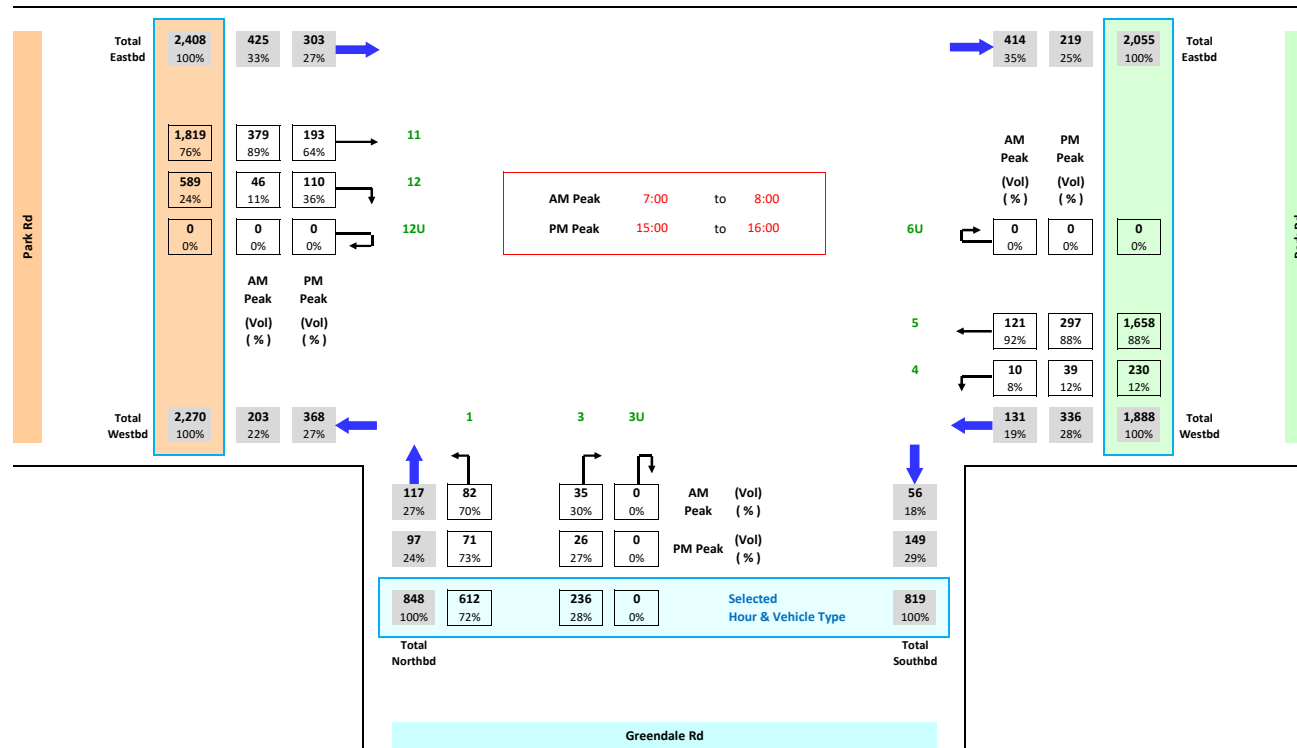 Total 2,408 425 303 414 219 2,055 Total
Eastbd 100% 33% 27% 35% 25% 100% Eastbd
1,819 379 193 11
76% 89% 64%
AM PM
Peak Peak
589 46 110 12
24% 11% 36%
(Vol) (Vol)
( % ) ( % )
AM Peak 7:00 to 8:00
PM Peak 15:00 to 16:00
Park Rd
0 0 0 12U
0% 0% 0%
6U 0 0 0
0% 0% 0%
AM PM
Peak Peak
(Vol) (Vol)
( % ) ( % )
5 121 297 1,658
92% 88% 88%
4 10 39 230
8% 12% 12%
Total 2,270 203 368 1 3 3U 131 336 1,888 Total
Westbd 100% 22% 27% 19% 28% 100% Westbd
117 82 35 0 AM (Vol) 56
27% 70% 30% 0% Peak ( % ) 18%
97 71 26 0 PM Peak (Vol) 149
24% 73% 27% 0% ( % ) 29%
848 612 236 0 Selected 819
100% 72% 28% 0% Hour & Vehicle Type 100%
Total Total
Northbd Southbd
Greendale Rd